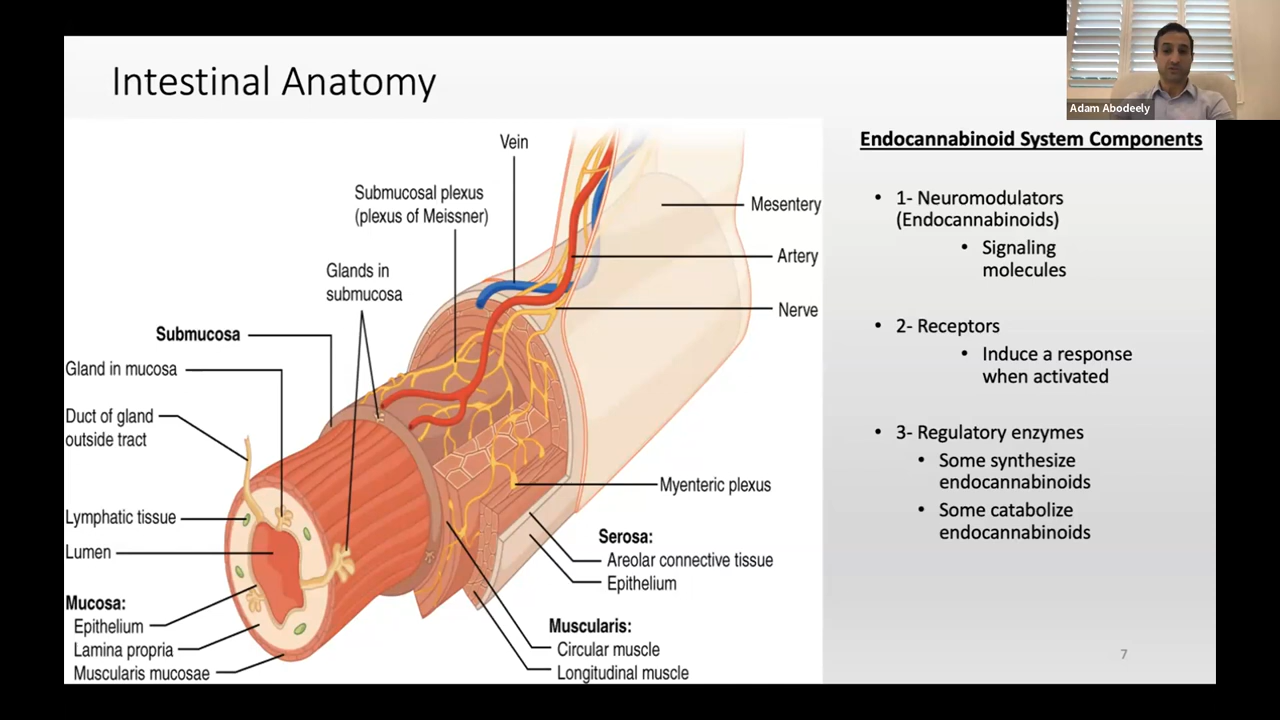 Intestinal Anatomy
Adam Abodeely
Vein
Submucosal plexus
(plexus of Meissner)
Mesentery
Artery
Glands in
submucosa
Nerve
Submucosa
Gland in mucosa
Duct of gland
outside tract
Myenteric plexus
Lymphatic tissue
Serosa:
Lumen
Areolar connective tissue
Epithelium
Mucosa:
Epithelium
Lamina propria
Muscularis mucosae
Muscularis:
Circular muscle
Longitudinal muscle
Endocannabinoid System Components
• 1- Neuromodulators
(Endocannabinoids)
• Signaling
molecules
• 2- Receptors
• Induce a response
when activated
• 3- Regulatory enzymes
• Some synthesize
endocannabinoids
• Some catabolize
endocannabinoids
7